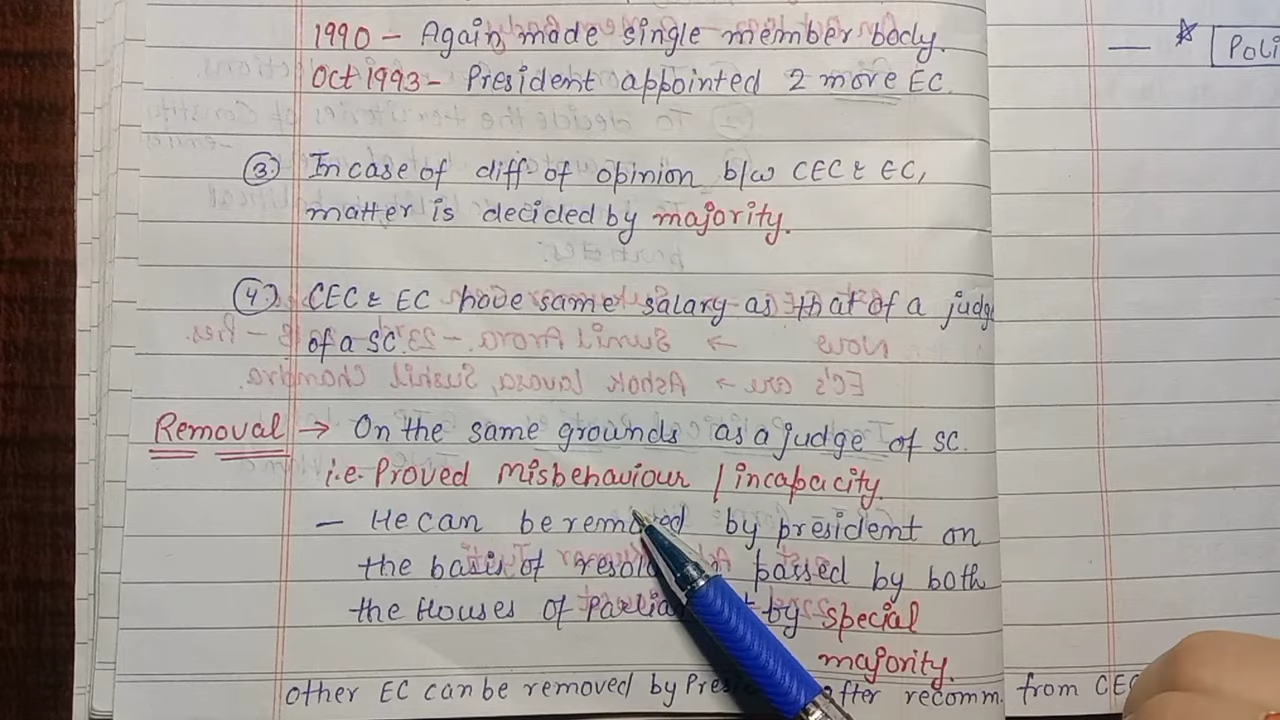 1990 - Again made single member body.
Oct 1993 - President appointed 2 more EC.
— * Poli
③ In case of diff. of opinion b/w CEC & EC,
matter is decided by majority.
④ CEC & EC have same salary as that of a judge
of a SC.
Removal → On the same grounds as a judge of SC.
i.e. Proved Misbehaviour / incapacity.
— He can be removed by president on
the basis of passed by both
the Houses of by special
majority.
other EC can be removed by after recomm. from CEC